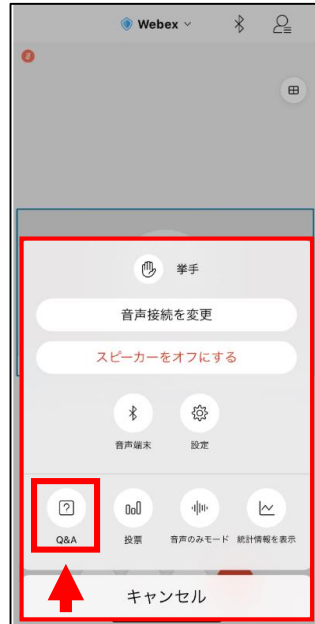 Webex
挙手
音声接続を変更
スピーカーをオフにする
音声端末 設定
Q&A 投票 音声のみモード 統計情報を表示
キャンセル